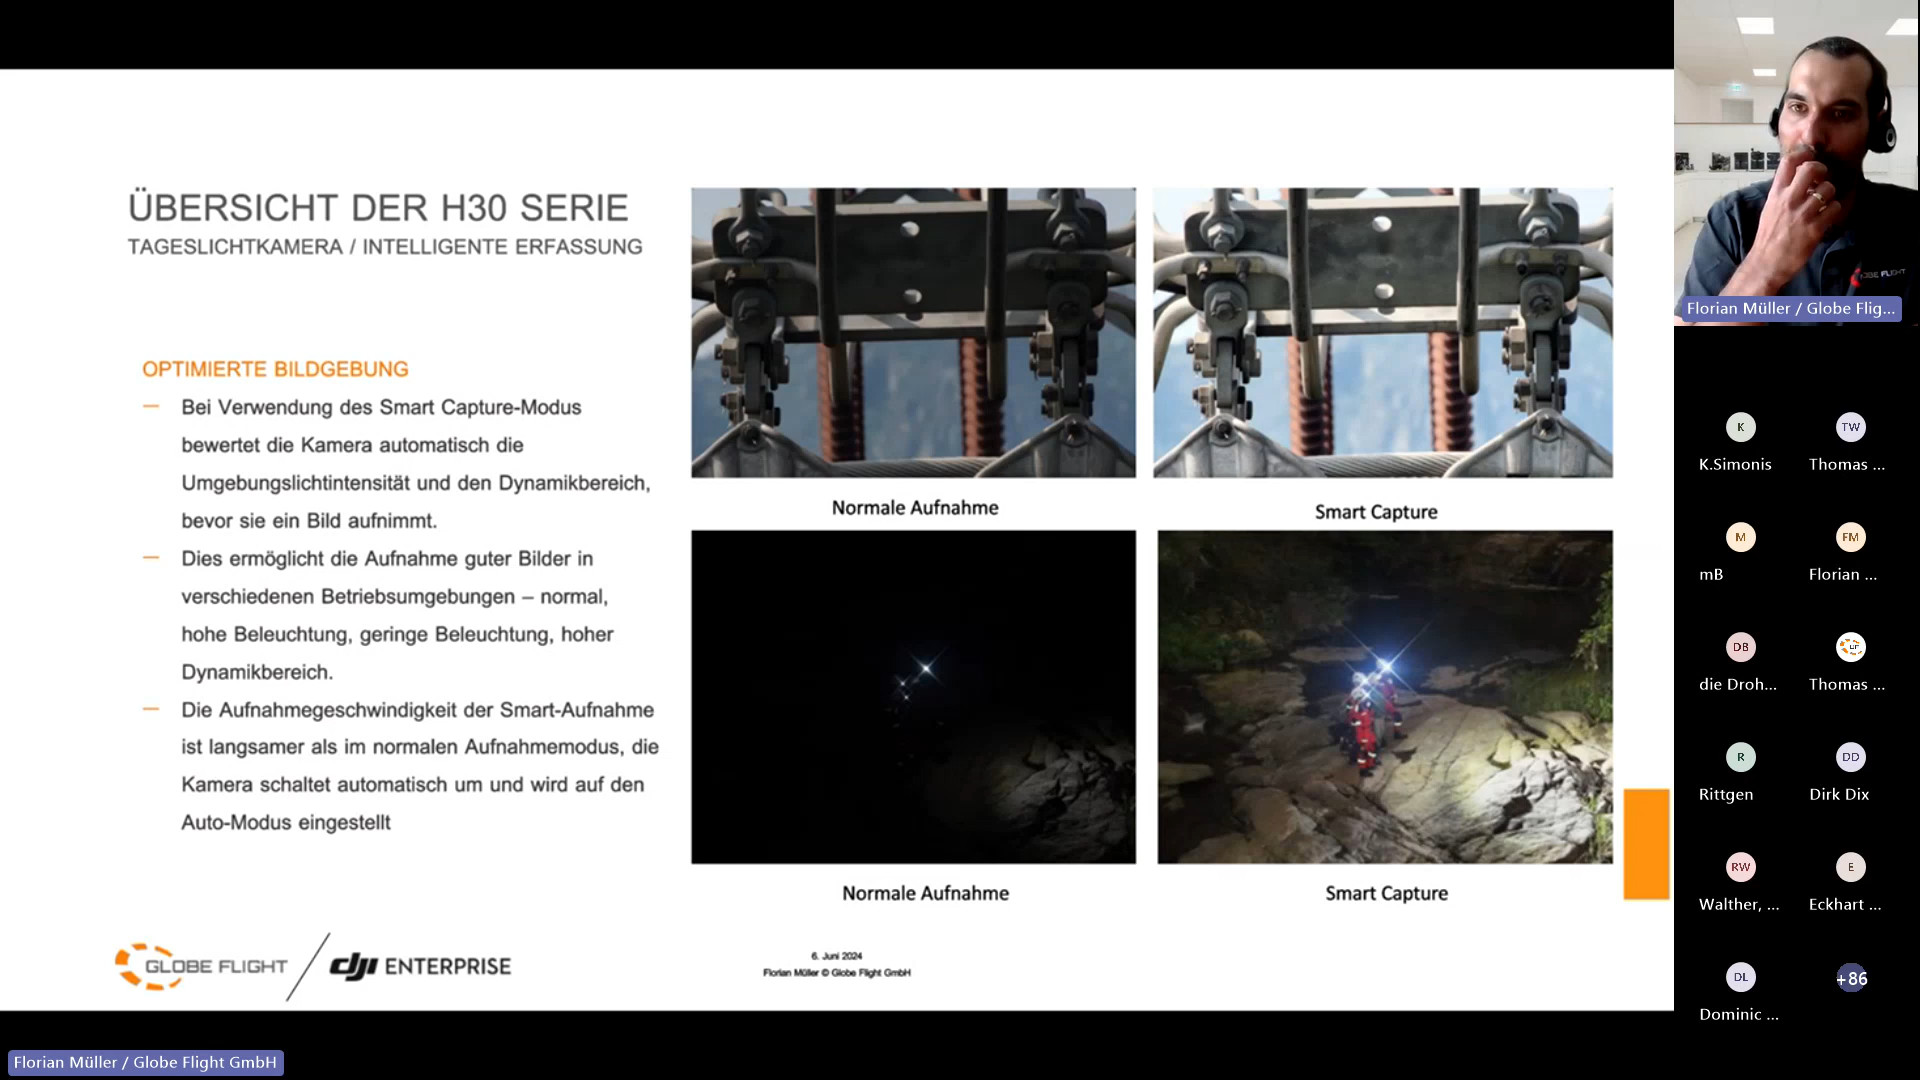 ÜBERSICHT DER H30 SERIE
TAGESLICHTKAMERA / INTELLIGENTE ERFASSUNG
OPTIMIERTE BILDGEBUNG
— Bei Verwendung des Smart Capture-Modus
bewertet die Kamera automatisch die
Umgebungslichtintensität und den Dynamikbereich,
bevor sie ein Bild aufnimmt.
— Dies ermöglicht die Aufnahme guter Bilder in
verschiedenen Betriebsumgebungen – normal,
hohe Beleuchtung, geringe Beleuchtung, hoher
Dynamikbereich.
— Die Aufnahmegeschwindigkeit der Smart-Aufnahme
ist langsamer als im normalen Aufnahmemodus, die
Kamera schaltet automatisch um und wird auf den
Auto-Modus eingestellt
Normale Aufnahme
Smart Capture
Normale Aufnahme
Smart Capture
GLOBE FLIGHT
dji ENTERPRISE
6. Juni 2024
Florian Müller © Globe Flight GmbH
Florian Müller / Globe Flight GmbH
Florian Müller / Globe Flig...
K
K.Simonis
TW
Thomas ...
M
mB
FM
Florian ...
DB
die Droh...
Thomas ...
R
Rittgen
DD
Dirk Dix
RW
Walther, ...
E
Eckhart ...
DL
Dominic ...
+86